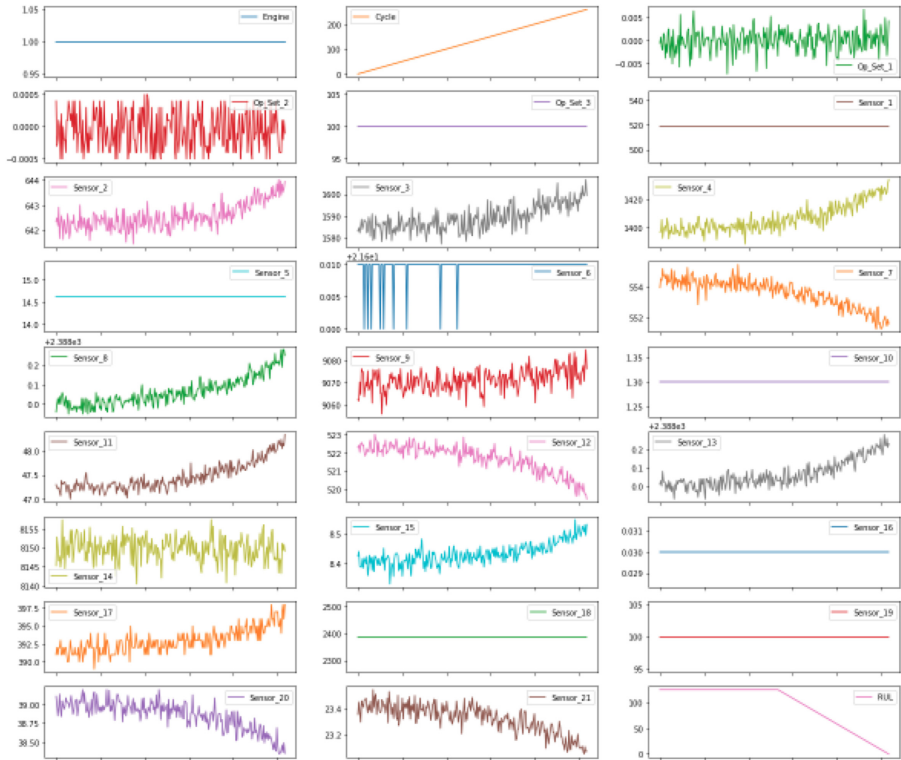 1.05 Engine Cycle 0.005 Op_Set_1
1.00 200 0.000
0.95 100 -0.005
0
0.0005 Op_Set_2 105 Op_Set_3 540 Sensor_1
0.0000 100 520
-0.0005 95 500
644 Sensor_2 1600 Sensor_3 Sensor_4
643 1590 1420
642 1580 1400
+2.16e1
15.0 Sensor_5 0.010 Sensor_6 Sensor_7
14.5 0.005 554
14.0 0.000 552
+2.388e3
Sensor_8 9080 Sensor_9 1.35 Sensor_10
0.2 9070 1.30
0.1 9060 1.25
0.0
+2.388e3
Sensor_11 523 Sensor_12 Sensor_13
48.0 522 0.2
47.5 521 0.1
47.0 520 0.0
8155 Sensor_14 8.5 Sensor_15 0.031 Sensor_16
8150 8.4 0.030
8145 0.029
8140
397.5 Sensor_17 2500 Sensor_18 105 Sensor_19
395.0 2400 100
392.5 2300 95
390.0
39.00 Sensor_20 23.4 Sensor_21 100 RUL
38.75 23.2 50
38.50 0